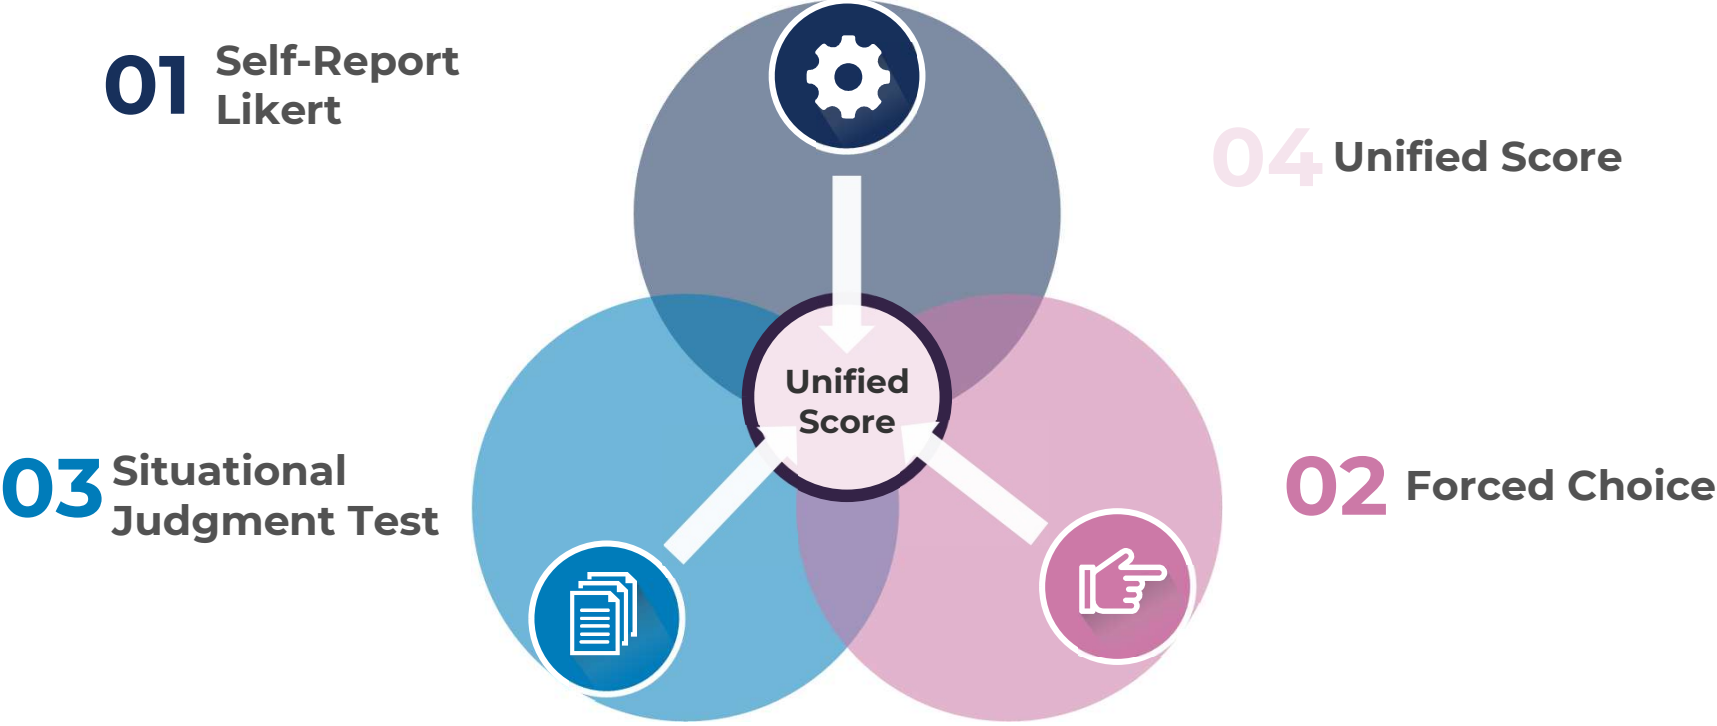 01
Self-Report
Likert
04
Unified Score
Unified
Score
03
Situational
Judgment Test
02
Forced Choice